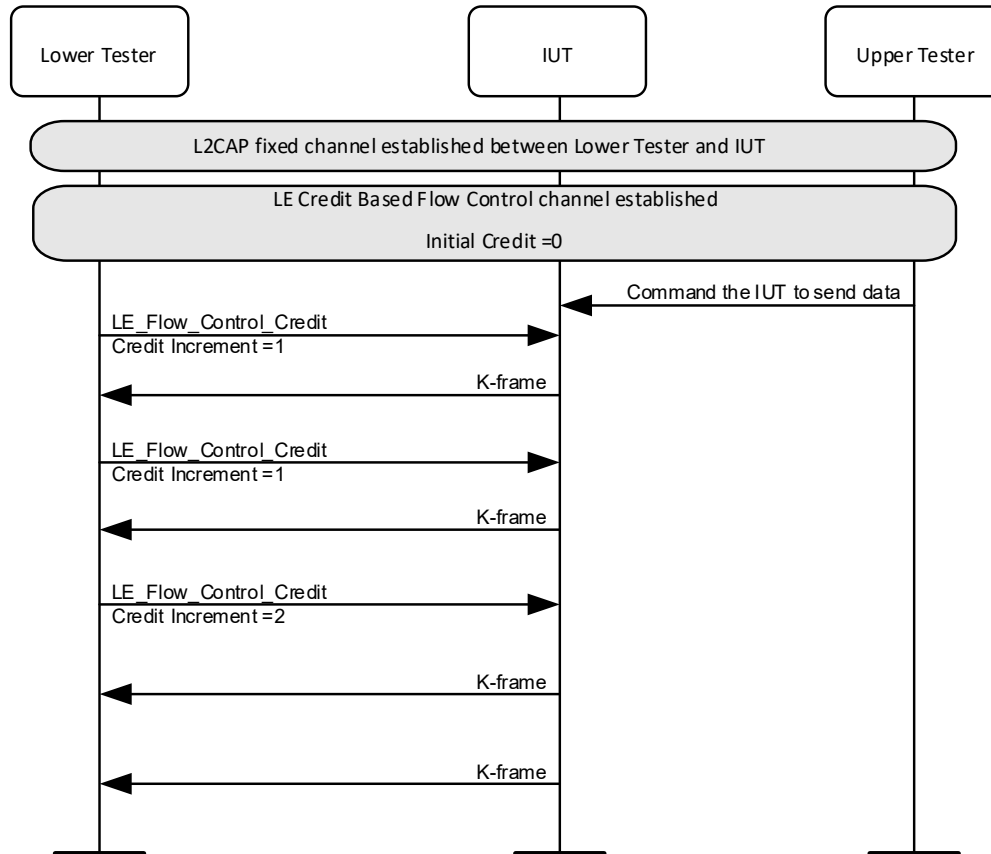 Lower Tester
IUT
Upper Tester
L2CAP fixed channel established between Lower Tester and IUT
LE Credit Based Flow Control channel established
Initial Credit =0
Command the IUT to send data
LE_Flow_Control_Credit
Credit Increment =1
K-frame
LE_Flow_Control_Credit
Credit Increment =1
K-frame
LE_Flow_Control_Credit
Credit Increment =2
K-frame
K-frame